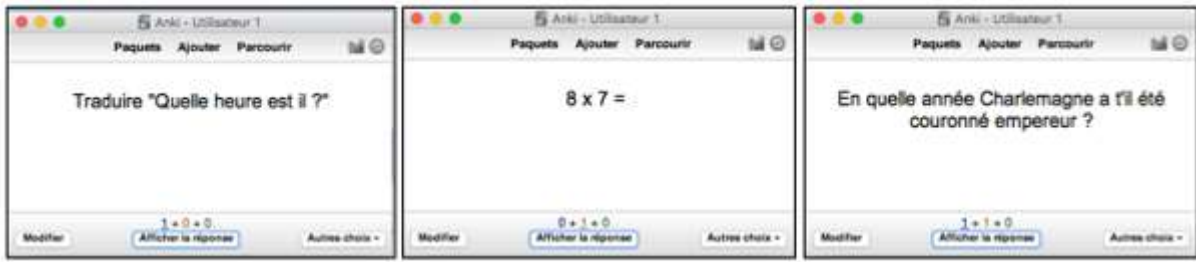 Anki - Utilisateur 1
Paquets Ajouter Parcourir
Traduire "Quelle heure est il ?"
1 + 0 + 0
Modifier Afficher la réponse Autres choix
Anki - Utilisateur 1
Paquets Ajouter Parcourir
8 x 7 =
0 + 1 + 0
Modifier Afficher la réponse Autres choix
Anki - Utilisateur 1
Paquets Ajouter Parcourir
En quelle année Charlemagne a t'il été
couronné empereur ?
1 + 1 + 0
Modifier Afficher la réponse Autres choix